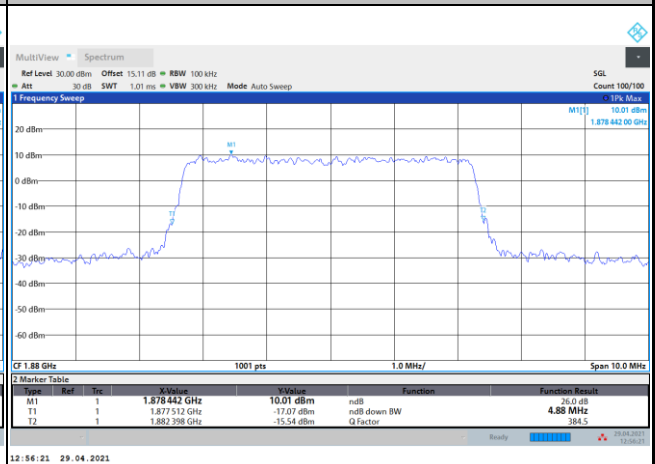 MultiView Spectrum
Ref Level 30.00 dBm Offset 15.11 dB RBW 100 kHz SGL
Att 30 dB SWT 1.01 ms VBW 300 kHz Mode Auto Sweep Count 100/100
1 Frequency Sweep 1Pk Max
M1[1] 10.01 dBm
1.878 442 00 GHz
20 dBm
M1
10 dBm
0 dBm
-10 dBm
T1 T2
-20 dBm
-30 dBm
-40 dBm
-50 dBm
-60 dBm
CF 1.88 GHz 1001 pts 1.0 MHz/ Span 10.0 MHz
2 Marker Table
Type Ref Trc X-Value Y-Value Function Function Result
M1 1 1.878 442 GHz 10.01 dBm ndB 26.0 dB
T1 1 1.877 512 GHz -17.07 dBm ndB down BW 4.88 MHz
T2 1 1.882 398 GHz -15.54 dBm Q Factor 384.5
Ready 29.04.2021
12:56:21
12:56:21 29.04.2021